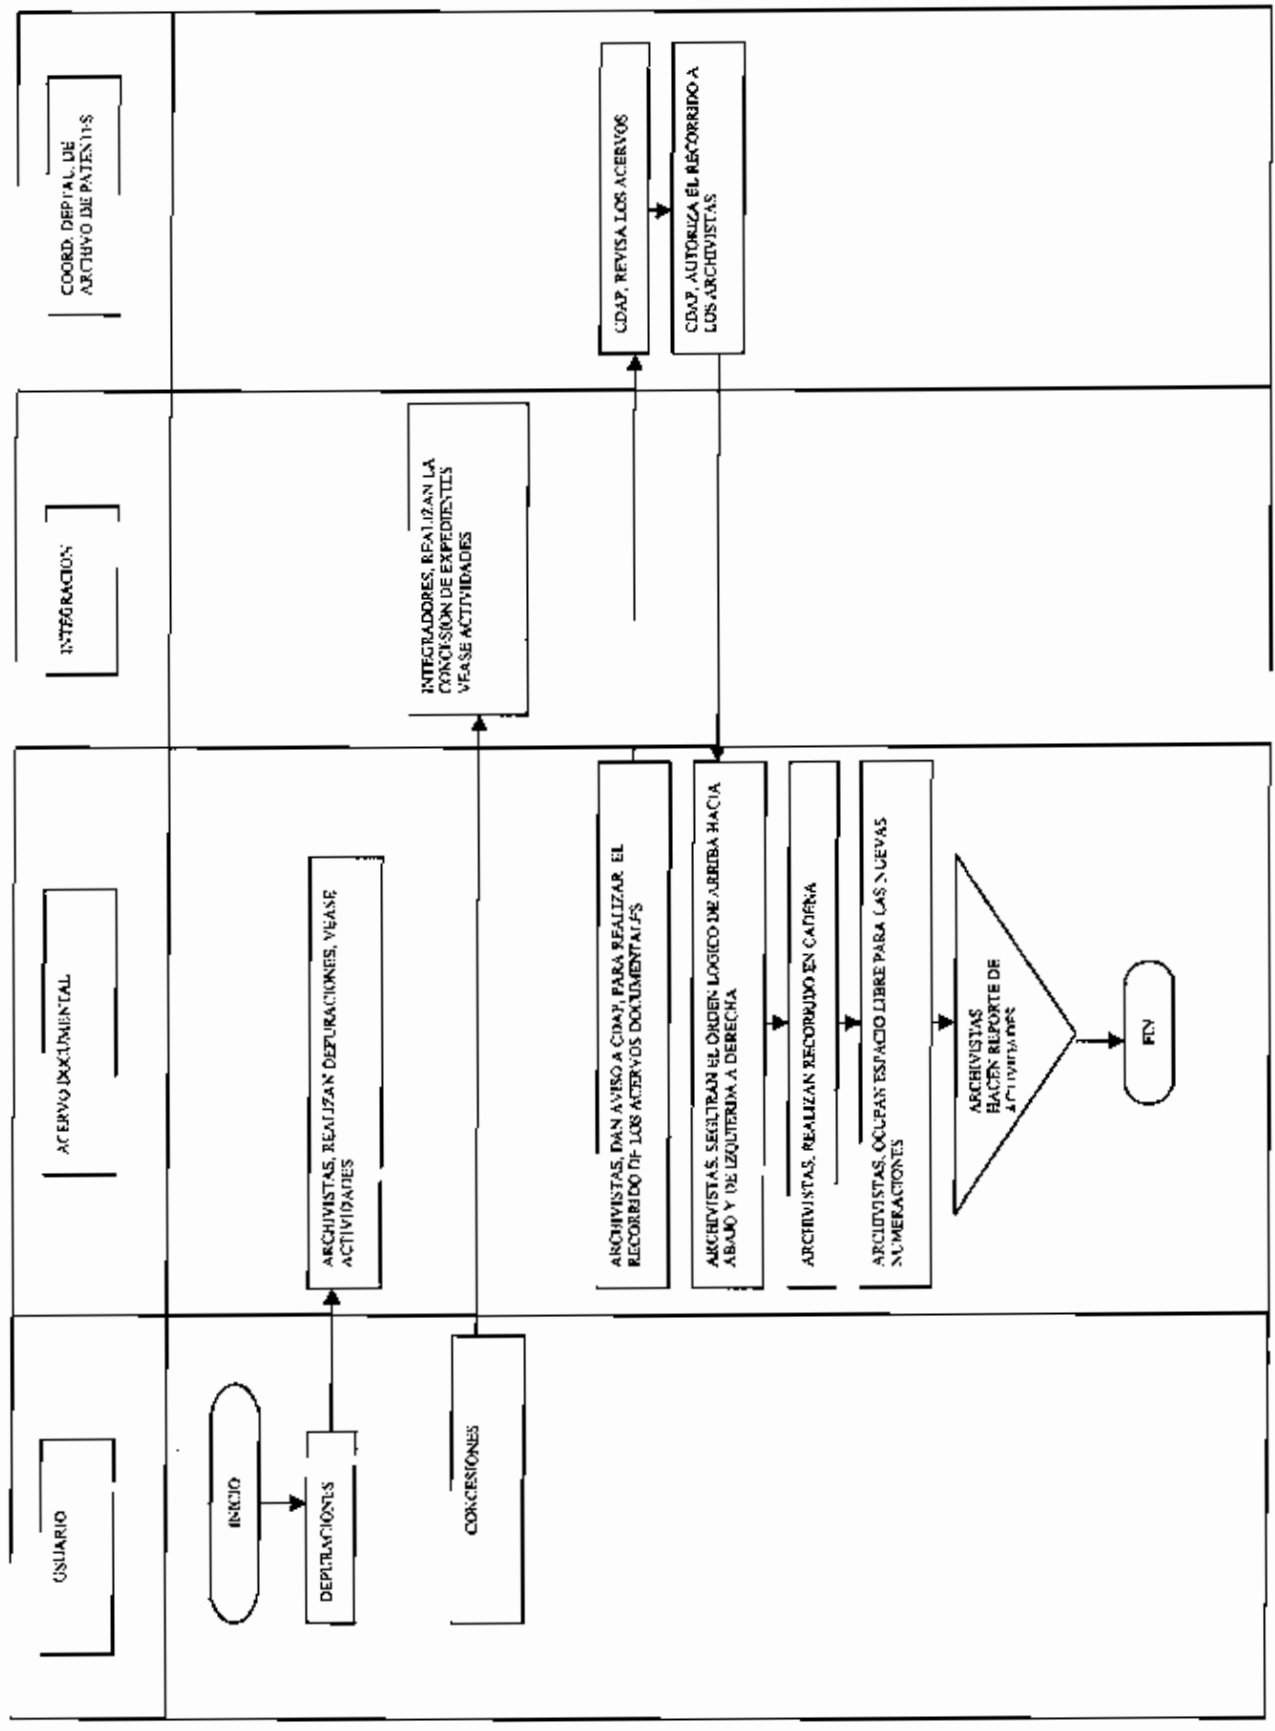 USUARIO
ACERVO DOCUMENTAL
INTEGRACION
COORD. DEPTAL. DE
ARCHIVO DE PATENTES
INICIO
DEPURACIONES
ARCHIVISTAS, REALIZAN DEPURACIONES, VEASE
ACTIVIDADES
CONCESIONES
INTEGRADORES, REALIZAN LA
CONCESION DE EXPEDIENTES
VEASE ACTIVIDADES
ARCHIVISTAS, DAN AVISO A CDAP, PARA REALIZAR EL
RECORRIDO DE LOS ACERVOS DOCUMENTALES
CDAP, REVISA LOS ACERVOS
CDAP, AUTORIZA EL RECORRIDO A
LOS ARCHIVISTAS
ARCHIVISTAS, SEGUIRAN EL ORDEN LOGICO DE ARRIBA HACIA
ABAJO Y DE IZQUIERDA A DERECHA
ARCHIVISTAS, REALIZAN RECORRIDO EN CADENA
ARCHIVISTAS, OCUPAN ESPACIO LIBRE PARA LAS NUEVAS
NUMERACIONES
ARCHIVISTAS
HACEN REPORTE DE
ACTIVIDADES
FIN